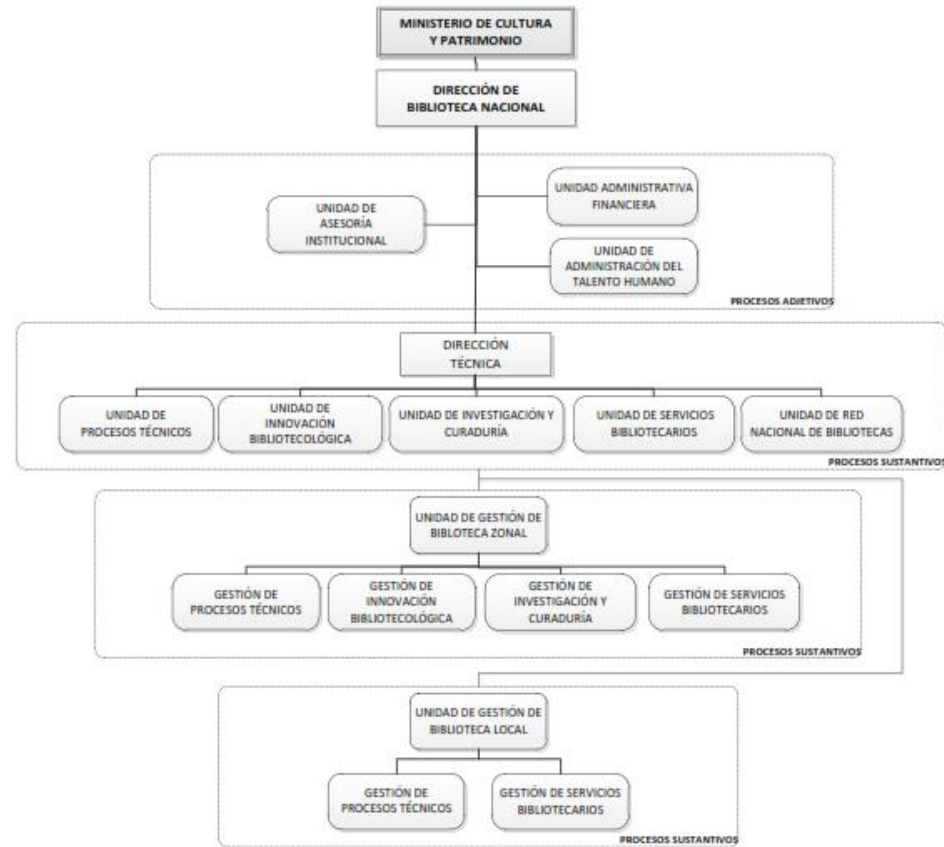 MINISTERIO DE CULTURA
Y PATRIMONIO
DIRECCIÓN DE
BIBLIOTECA NACIONAL
UNIDAD DE
ASESORÍA
INSTITUCIONAL
UNIDAD ADMINISTRATIVA
FINANCIERA
UNIDAD DE
ADMINISTRACIÓN DEL
TALENTO HUMANO
PROCESOS ADJETIVOS
DIRECCIÓN
TÉCNICA
UNIDAD DE
PROCESOS TÉCNICOS
UNIDAD DE
INNOVACIÓN
BIBLIOTECOLÓGICA
UNIDAD DE INVESTIGACIÓN Y
CURADURÍA
UNIDAD DE SERVICIOS
BIBLIOTECARIOS
UNIDAD DE RED
NACIONAL DE BIBLIOTECAS
PROCESOS SUSTANTIVOS
UNIDAD DE GESTIÓN DE
BIBLOTECA ZONAL
GESTIÓN DE
PROCESOS TÉCNICOS
GESTIÓN DE
INNOVACIÓN
BIBLIOTECOLÓGICA
GESTIÓN DE
INVESTIGACIÓN Y
CURADURÍA
GESTIÓN DE SERVICIOS
BIBLIOTECARIOS
PROCESOS SUSTANTIVOS
UNIDAD DE GESTIÓN DE
BIBLIOTECA LOCAL
GESTIÓN DE
PROCESOS TÉCNICOS
GESTIÓN DE SERVICIOS
BIBLIOTECARIOS
PROCESOS SUSTANTIVOS